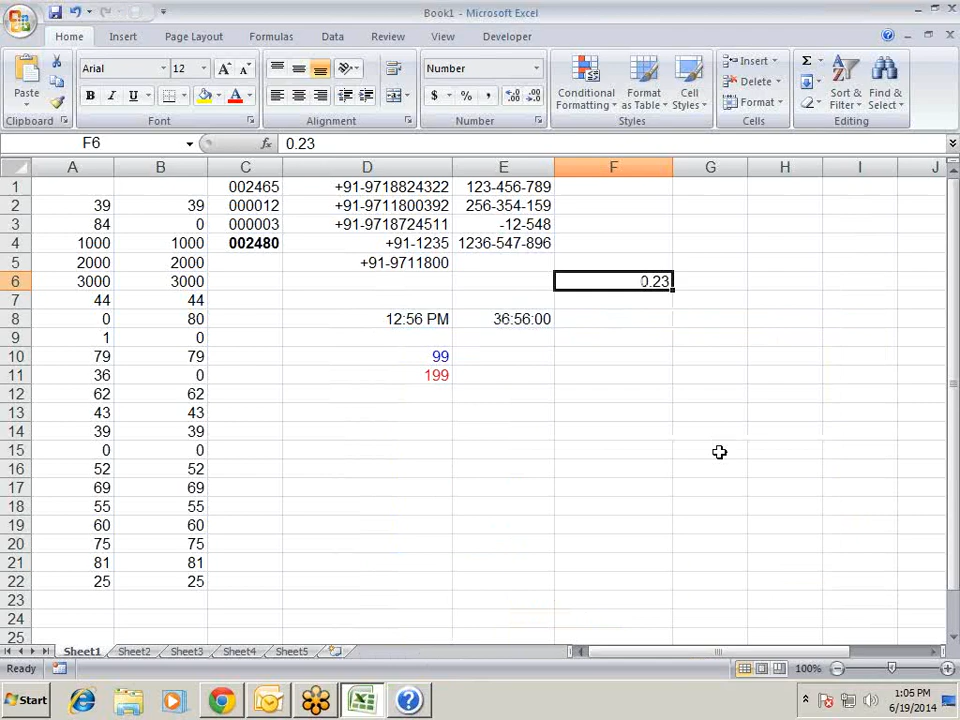 Book1 - Microsoft Excel
Home Insert Page Layout Formulas Data Review View Developer
Paste
Clipboard
Arial 12
B I U
Font
Alignment
Number
$ % ,
Number
Conditional Formatting
Format as Table
Cell Styles
Styles
Insert
Delete
Format
Cells
Sort & Filter
Find & Select
Editing
F6 fx 0.23
A B C D E F G H I J
1 002465 +91-9718824322 123-456-789
2 39 39 000012 +91-9711800392 256-354-159
3 84 0 000003 +91-9718724511 -12-548
4 1000 1000 002480 +91-1235 1236-547-896
5 2000 2000 +91-9711800
6 3000 3000 0.23
7 44 44
8 0 80 12:56 PM 36:56:00
9 1 0
10 79 79 99
11 36 0 199
12 62 62
13 43 43
14 39 39
15 0 0
16 52 52
17 69 69
18 55 55
19 60 60
20 75 75
21 81 81
22 25 25
23
24
25
Sheet1 Sheet2 Sheet3 Sheet4 Sheet5
Ready 100%
Start
1:05 PM
6/19/2014